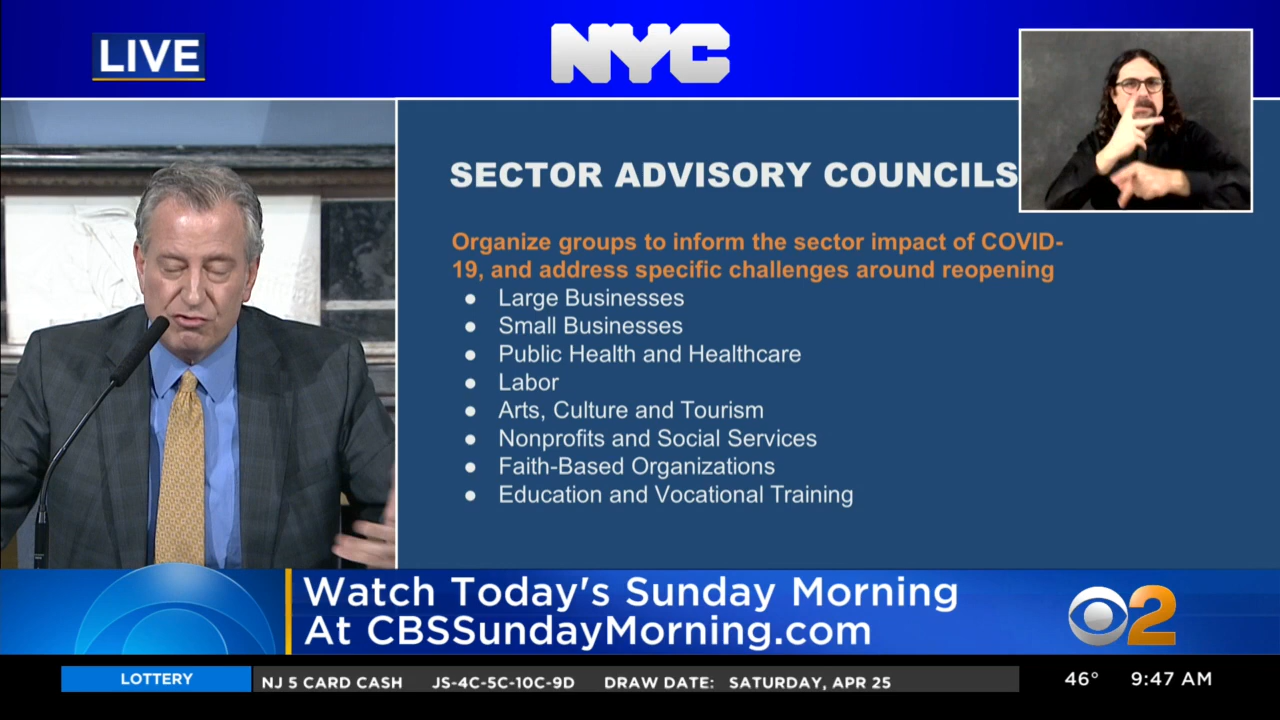 LIVE
NYC
SECTOR ADVISORY COUNCILS
Organize groups to inform the sector impact of COVID-
19, and address specific challenges around reopening
● Large Businesses
● Small Businesses
● Public Health and Healthcare
● Labor
● Arts, Culture and Tourism
● Nonprofits and Social Services
● Faith-Based Organizations
● Education and Vocational Training
Watch Today's Sunday Morning
At CBSSundayMorning.com
2
LOTTERY
NJ 5 CARD CASH JS-4C-5C-10C-9D DRAW DATE: SATURDAY, APR 25
46° 9:47 AM